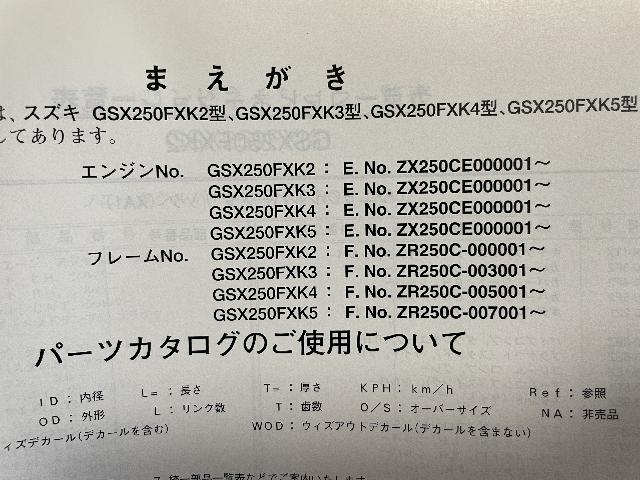 まえがき
は、スズキ GSX250FXK2型、GSX250FXK3型、GSX250FXK4型、GSX250FXK5型
してあります。
エンジンNo. GSX250FXK2 : E. No. ZX250CE000001〜
GSX250FXK3 : E. No. ZX250CE000001〜
GSX250FXK4 : E. No. ZX250CE000001〜
GSX250FXK5 : E. No. ZX250CE000001〜
フレームNo. GSX250FXK2 : F. No. ZR250C-000001〜
GSX250FXK3 : F. No. ZR250C-003001〜
GSX250FXK4 : F. No. ZR250C-005001〜
GSX250FXK5 : F. No. ZR250C-007001〜
パーツカタログのご使用について
ID : 内径 L= : 長さ T= : 厚さ KPH : km/h Ref : 参照
OD : 外形 L : リンク数 T : 歯数 O/S : オーバーサイズ NA : 非売品
ィズデカール(デカールを含む) WOD : ウィズアウトデカール(デカールを含まない)